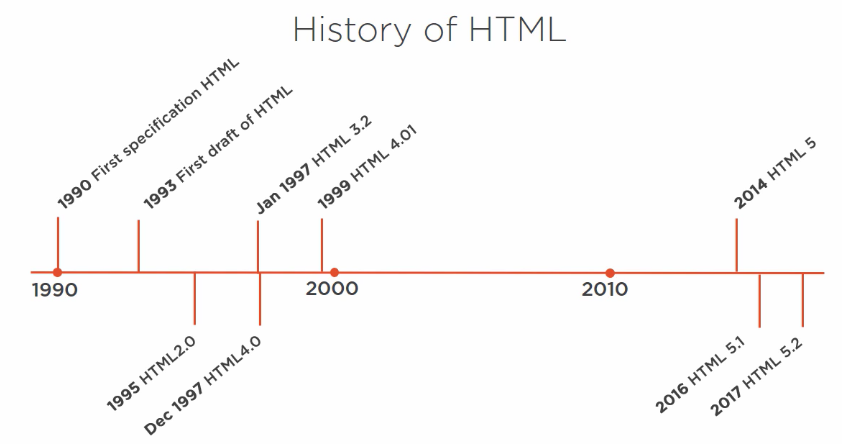 History of HTML
1990 First specification HTML
1993 First draft of HTML
Jan 1997 HTML 3.2
1999 HTML 4.01
2014 HTML 5
1990
2000
2010
1995 HTML2.0
Dec 1997 HTML4.0
2016 HTML 5.1
2017 HTML 5.2